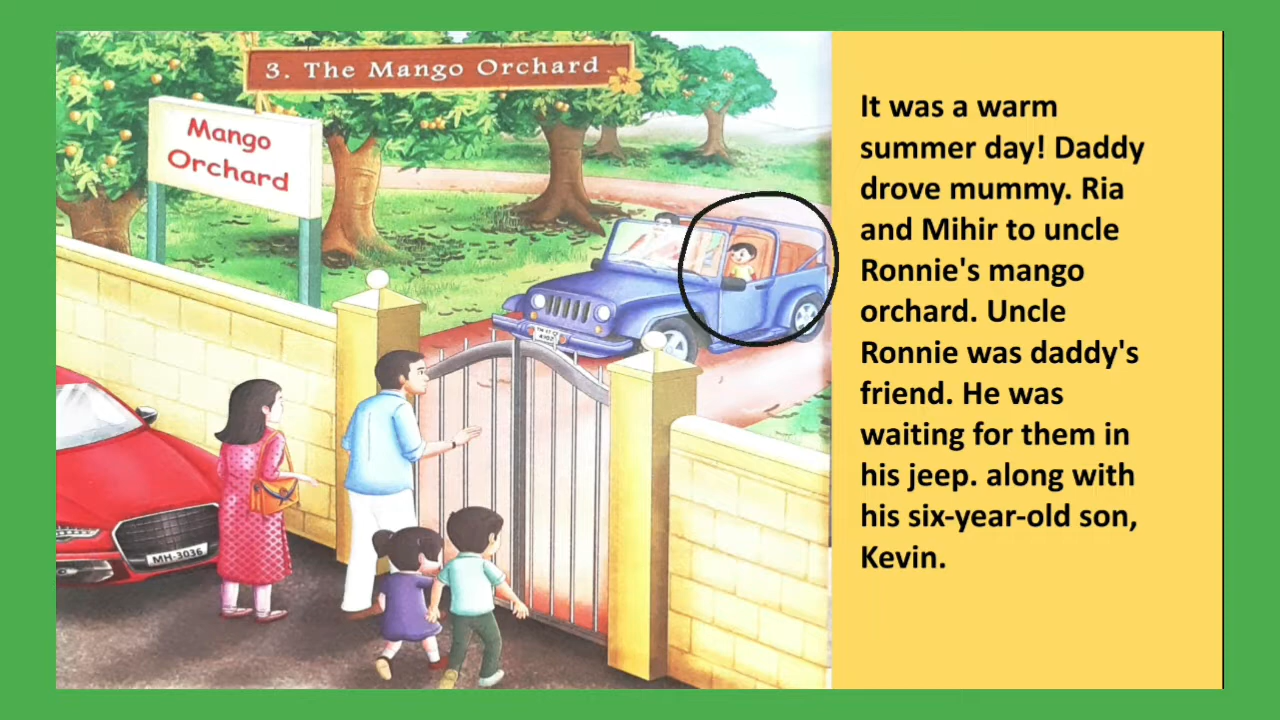 3. The Mango Orchard
Mango
Orchard
MH-3036
It was a warm
summer day! Daddy
drove mummy. Ria
and Mihir to uncle
Ronnie's mango
orchard. Uncle
Ronnie was daddy's
friend. He was
waiting for them in
his jeep. along with
his six-year-old son,
Kevin.